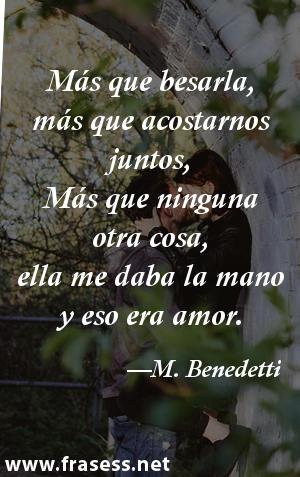 Más que besarla,
más que acostarnos
juntos,
Más que ninguna
otra cosa,
ella me daba la mano
y eso era amor.
—M. Benedetti
www.frasess.net